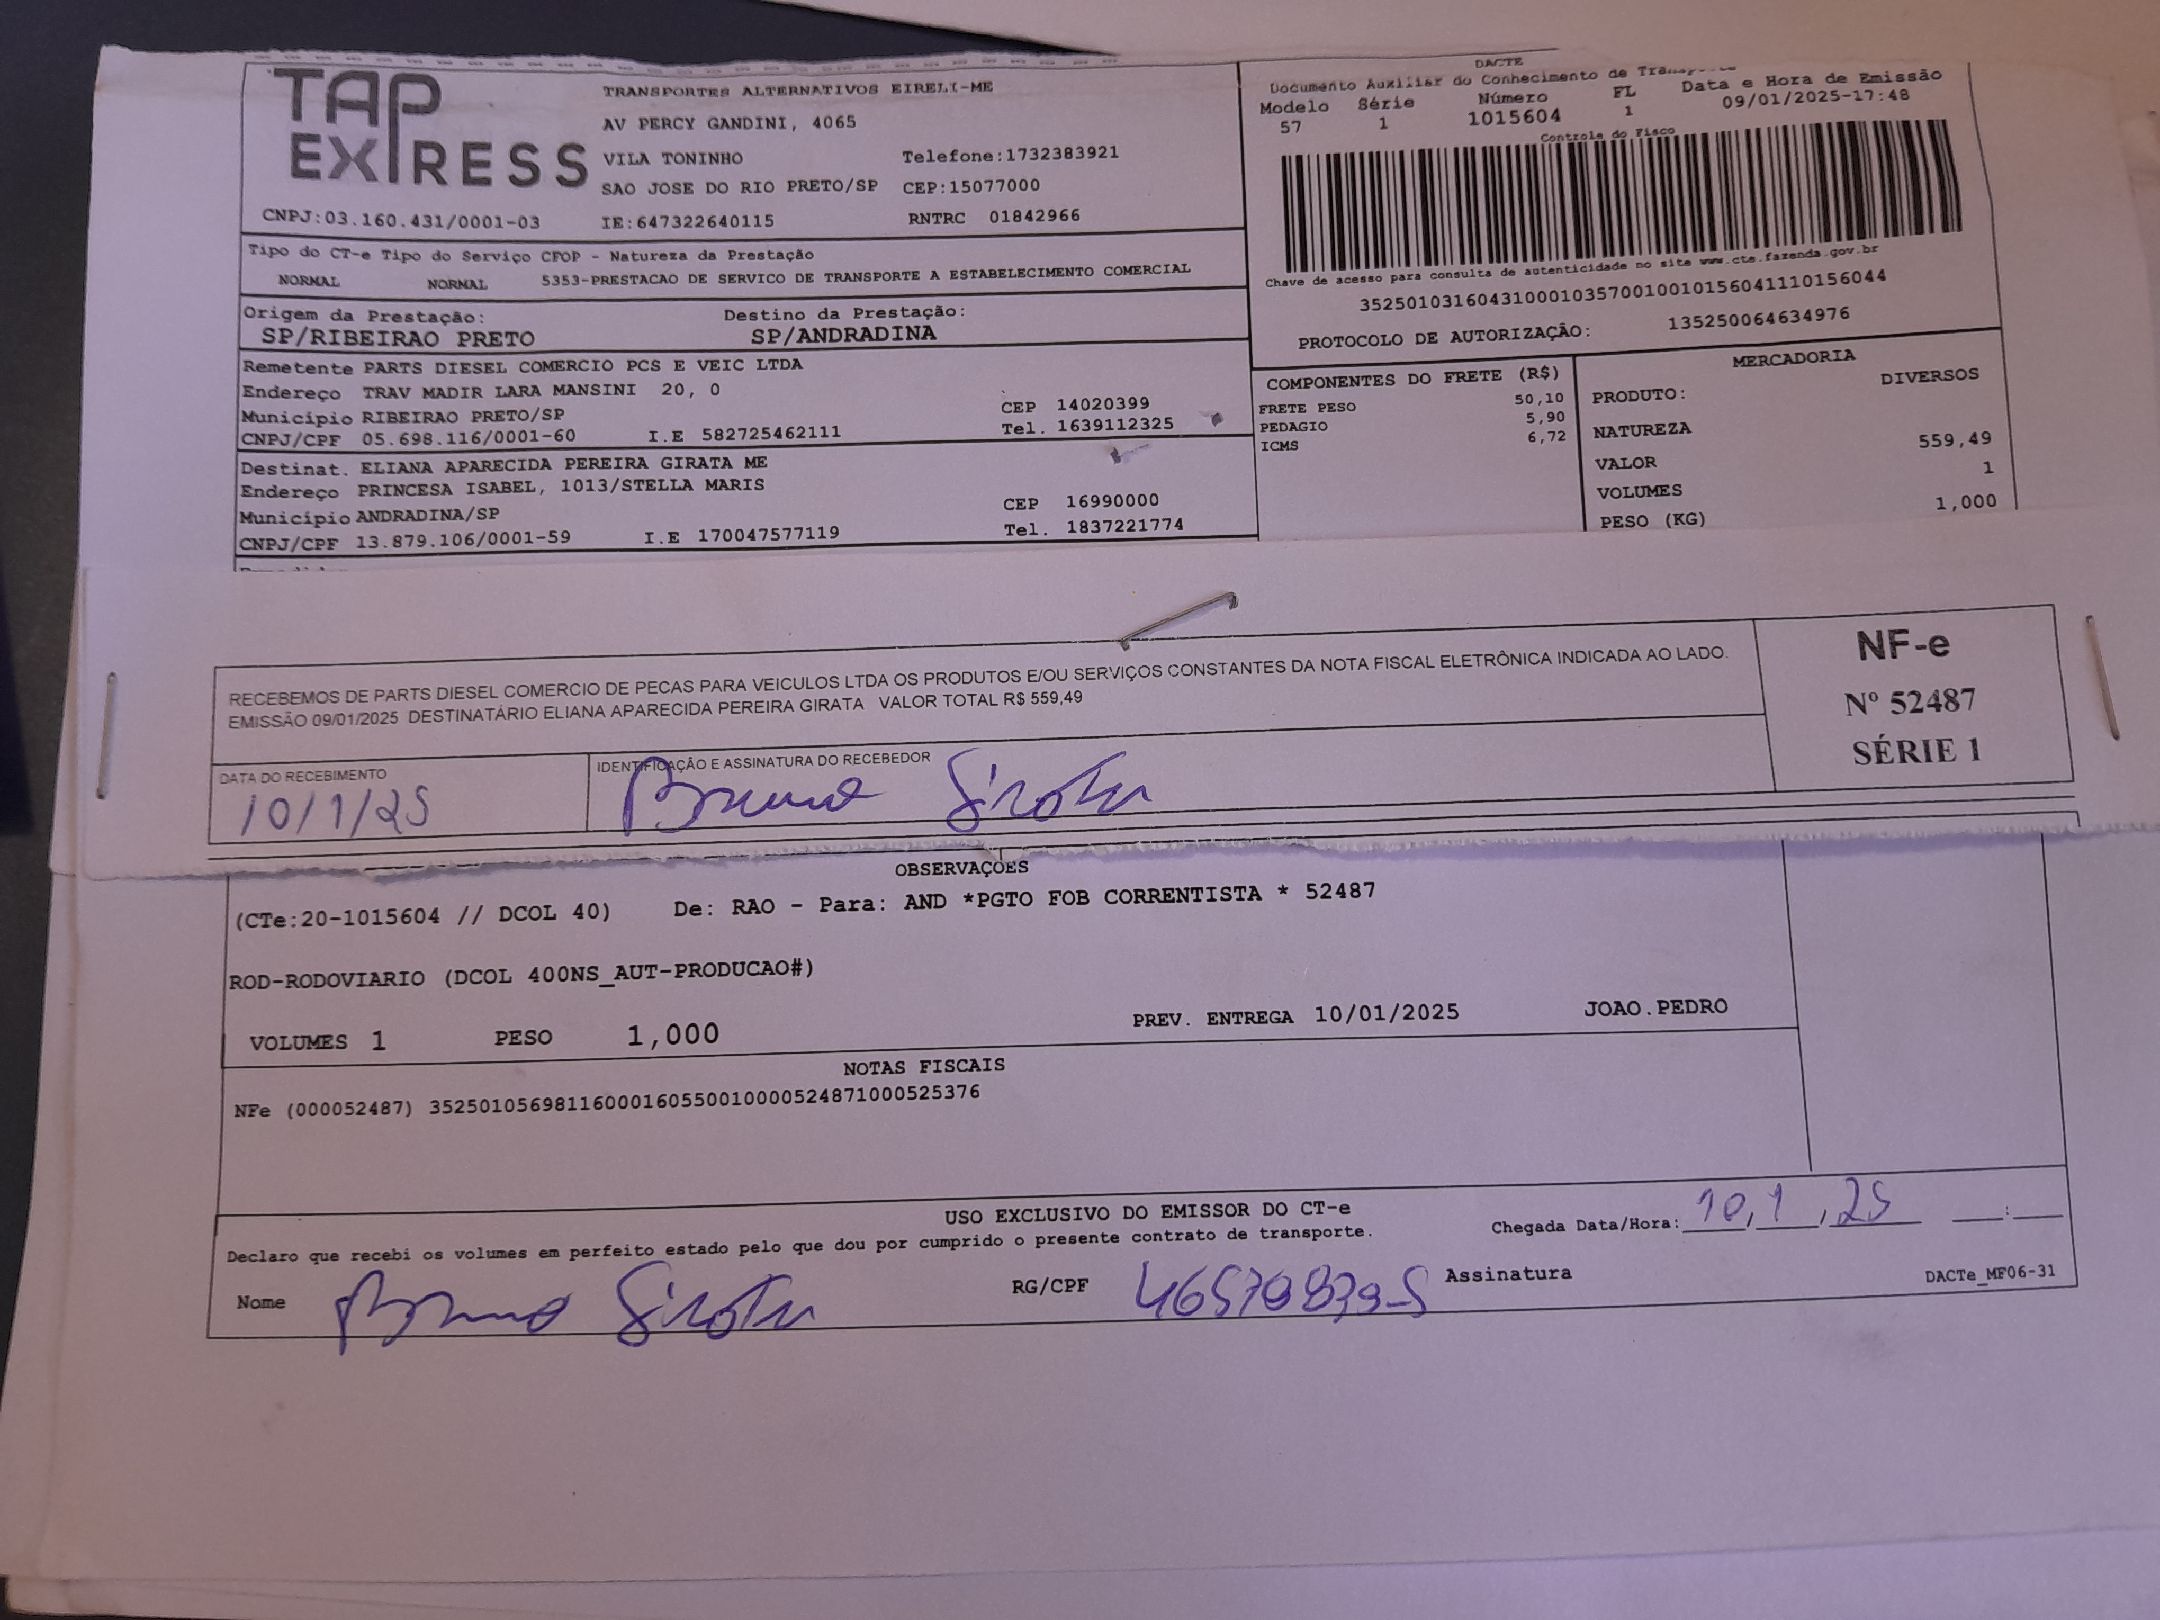 TAP
EXPRESS
TRANSPORTES ALTERNATIVOS EIRELI-ME
AV PERCY GANDINI, 4065
VILA TONINHO Telefone:1732383921
SAO JOSE DO RIO PRETO/SP CEP:15077000
CNPJ:03.160.431/0001-03 IE:647322640115 RNTRC 01842966
DACTE
Documento Auxiliar do Conhecimento de
Modelo Série Número FL Data e Hora de Emissão
57 1 1015604 1 09/01/2025-17:48
Controle do Fisco
Chave de acesso para consulta de autenticidade no site www.cte.fazenda.gov.br
35250103160431000103570010010156041110156044
PROTOCOLO DE AUTORIZAÇÃO: 135250064634976
Tipo do CT-e Tipo do Serviço CFOP - Natureza da Prestação
NORMAL NORMAL 5353-PRESTACAO DE SERVICO DE TRANSPORTE A ESTABELECIMENTO COMERCIAL
Origem da Prestação: Destino da Prestação:
SP/RIBEIRAO PRETO SP/ANDRADINA
Remetente PARTS DIESEL COMERCIO PCS E VEIC LTDA
Endereço TRAV MADIR LARA MANSINI 20, 0
Município RIBEIRAO PRETO/SP CEP 14020399
CNPJ/CPF 05.698.116/0001-60 I.E 582725462111 Tel. 1639112325
Destinat. ELIANA APARECIDA PEREIRA GIRATA ME
Endereço PRINCESA ISABEL, 1013/STELLA MARIS
Município ANDRADINA/SP CEP 16990000
CNPJ/CPF 13.879.106/0001-59 I.E 170047577119 Tel. 1837221774
COMPONENTES DO FRETE (R$)
FRETE PESO 50,10
PEDAGIO 5,90
ICMS 6,72
MERCADORIA
PRODUTO: DIVERSOS
NATUREZA
VALOR 559,49
VOLUMES 1
PESO (KG) 1,000
RECEBEMOS DE PARTS DIESEL COMERCIO DE PECAS PARA VEICULOS LTDA OS PRODUTOS E/OU SERVIÇOS CONSTANTES DA NOTA FISCAL ELETRÔNICA INDICADA AO LADO.
EMISSÃO 09/01/2025 DESTINATÁRIO ELIANA APARECIDA PEREIRA GIRATA VALOR TOTAL R$ 559,49
NF-e
Nº 52487
SÉRIE 1
DATA DO RECEBIMENTO IDENTIFICAÇÃO E ASSINATURA DO RECEBEDOR
10/1/25 Bruno Girata
OBSERVAÇÕES
(CTe:20-1015604 // DCOL 40) De: RAO - Para: AND *PGTO FOB CORRENTISTA * 52487
ROD-RODOVIARIO (DCOL 400NS_AUT-PRODUCAO#)
VOLUMES 1 PESO 1,000 PREV. ENTREGA 10/01/2025 JOAO.PEDRO
NOTAS FISCAIS
NFe (000052487) 35250105698116000160550010000524871000525376
USO EXCLUSIVO DO EMISSOR DO CT-e
Declaro que recebi os volumes em perfeito estado pelo que dou por cumprido o presente contrato de transporte.
Chegada Data/Hora: 10,1,25 __:__
Nome Bruno Girata RG/CPF Assinatura
DACTe_MF06-31